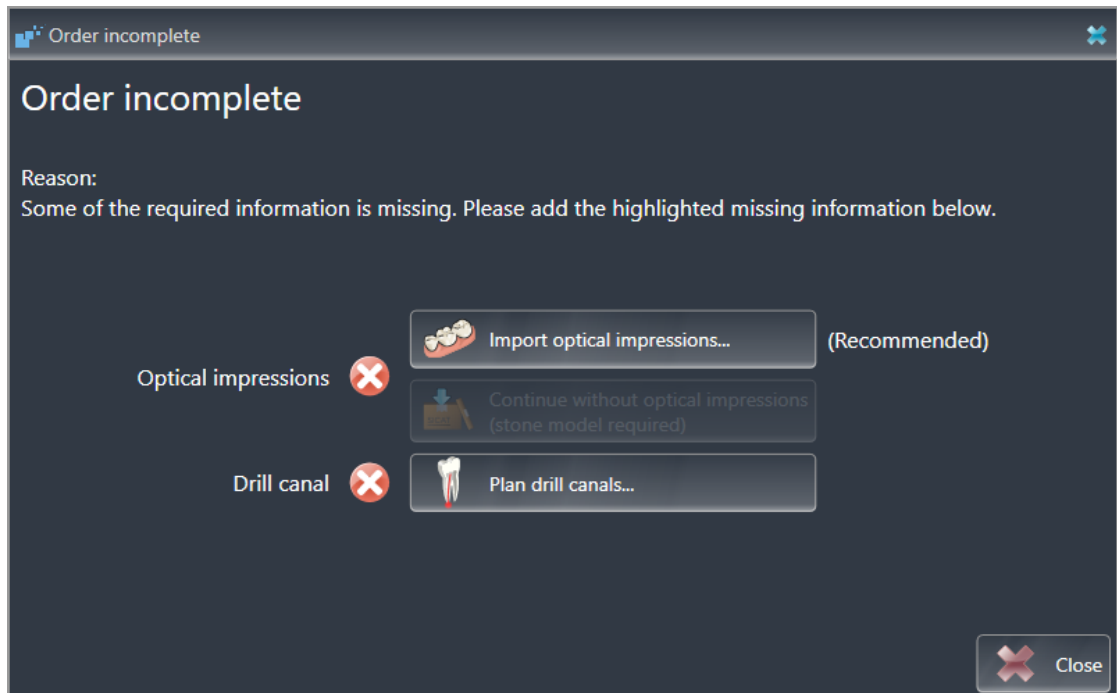 Order incomplete
Order incomplete
Reason:
Some of the required information is missing. Please add the highlighted missing information below.
Import optical impressions...
(Recommended)
Optical impressions
Continue without optical impressions
(stone model required)
Drill canal
Plan drill canals...
Close